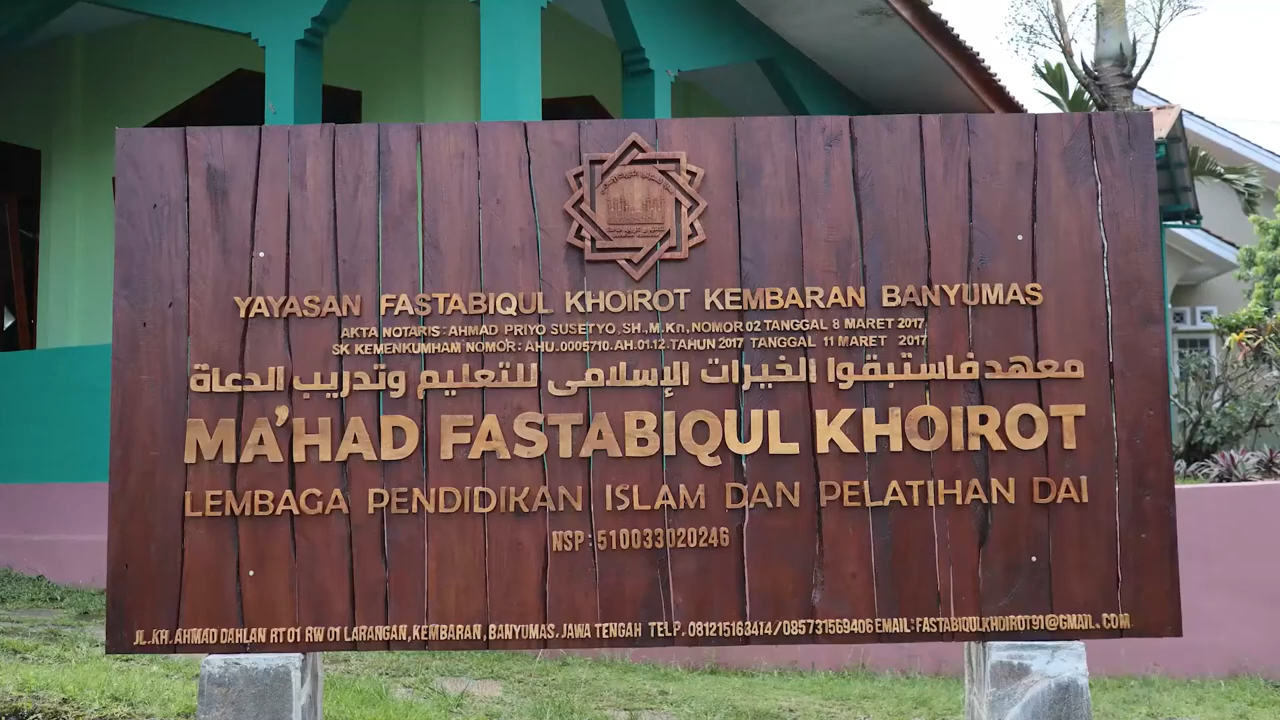 YAYASAN FASTABIQUL KHOIROT KEMBARAN BANYUMAS
AKTA NOTARIS: AHMAD PRIYO SUSETYO, SH., M.Kn, NOMOR 02 TANGGAL 8 MARET 2017
SK KEMENKUMHAM NOMOR: AHU.0005710.AH.01.12.TAHUN 2017 TANGGAL 11 MARET 2017
معهد فاستبقوا الخيرات الإسلامى للتعليم وتدريب الدعاة
MA'HAD FASTABIQUL KHOIROT
LEMBAGA PENDIDIKAN ISLAM DAN PELATIHAN DAI
NSP: 510033020246
JL.KH.AHMAD DAHLAN RT 01 RW 01 LARANGAN, KEMBARAN, BANYUMAS. JAWA TENGAH TELP. 081215163414 / 085731569406 EMAIL: FASTABIQULKHOIROT91@GMAIL.COM